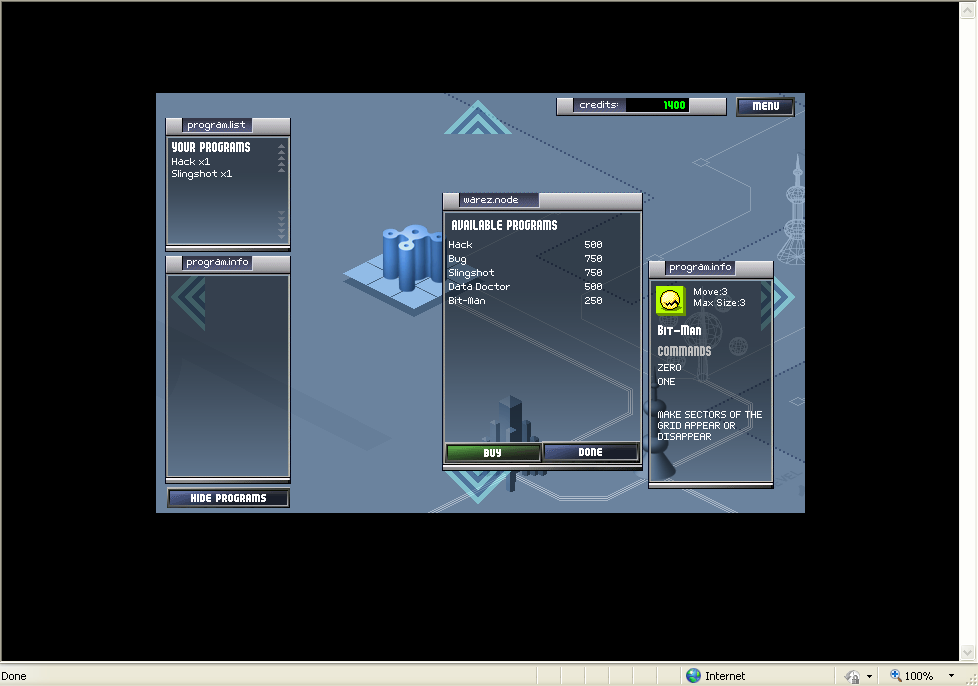 credits: 1400
MENU
program.list
YOUR PROGRAMS
Hack x1
Slingshot x1
program.info
HIDE PROGRAMS
warez.node
AVAILABLE PROGRAMS
Hack 500
Bug 750
Slingshot 750
Data Doctor 500
Bit-Man 250
BUY DONE
program.info
Move:3
Max Size:3
Bit-Man
COMMANDS
ZERO
ONE
MAKE SECTORS OF THE
GRID APPEAR OR
DISAPPEAR
Done
Internet
100%